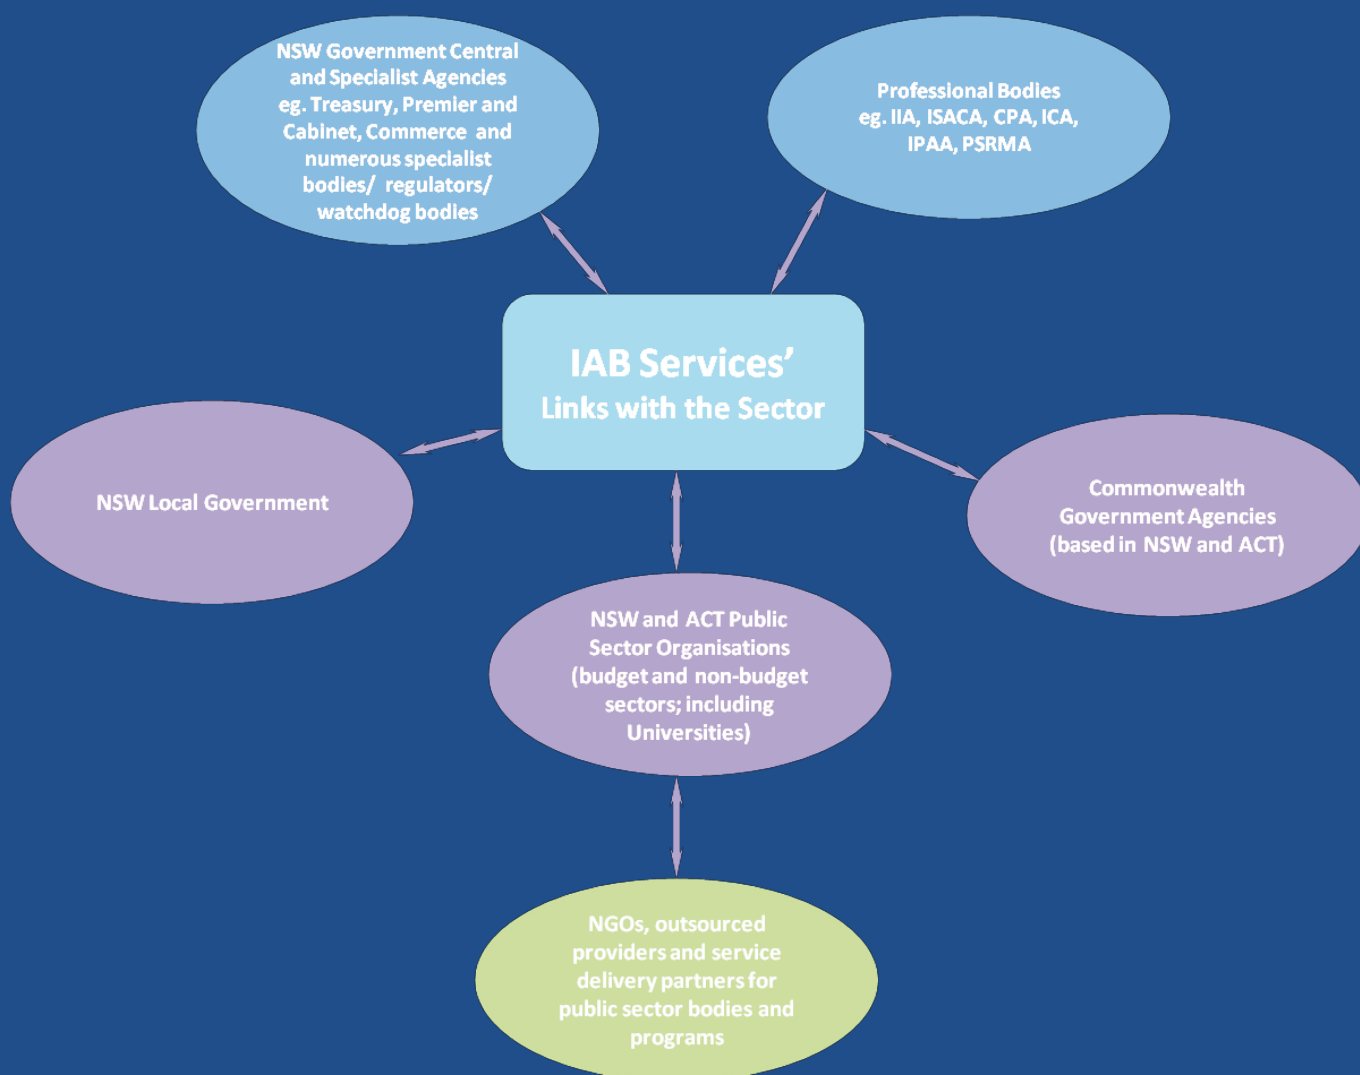 NSW Government Central
and Specialist Agencies
eg. Treasury, Premier and
Cabinet, Commerce and
numerous specialist
bodies/ regulators/
watchdog bodies
Professional Bodies
eg. IIA, ISACA, CPA, ICA,
IPAA, PSRMA
IAB Services’
Links with the Sector
NSW Local Government
Commonwealth
Government Agencies
(based in NSW and ACT)
NSW and ACT Public
Sector Organisations
(budget and non-budget
sectors; including
Universities)
NGOs, outsourced
providers and service
delivery partners for
public sector bodies and
programs